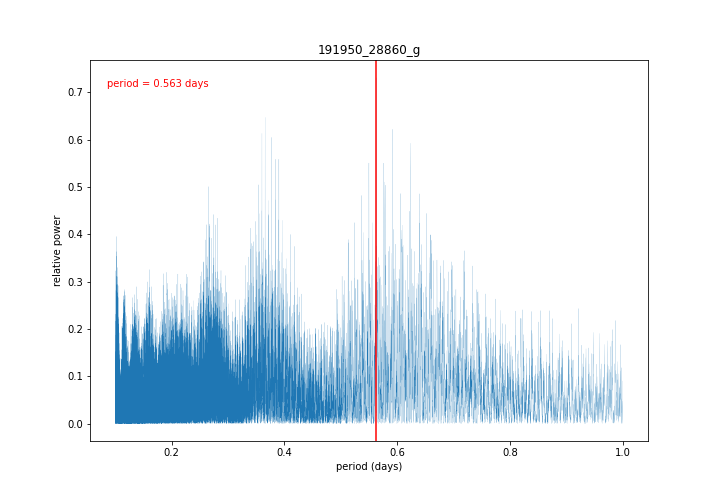 191950_28860_g
period = 0.563 days
relative power
0.7
0.6
0.5
0.4
0.3
0.2
0.1
0.0
0.2 0.4 0.6 0.8 1.0
period (days)